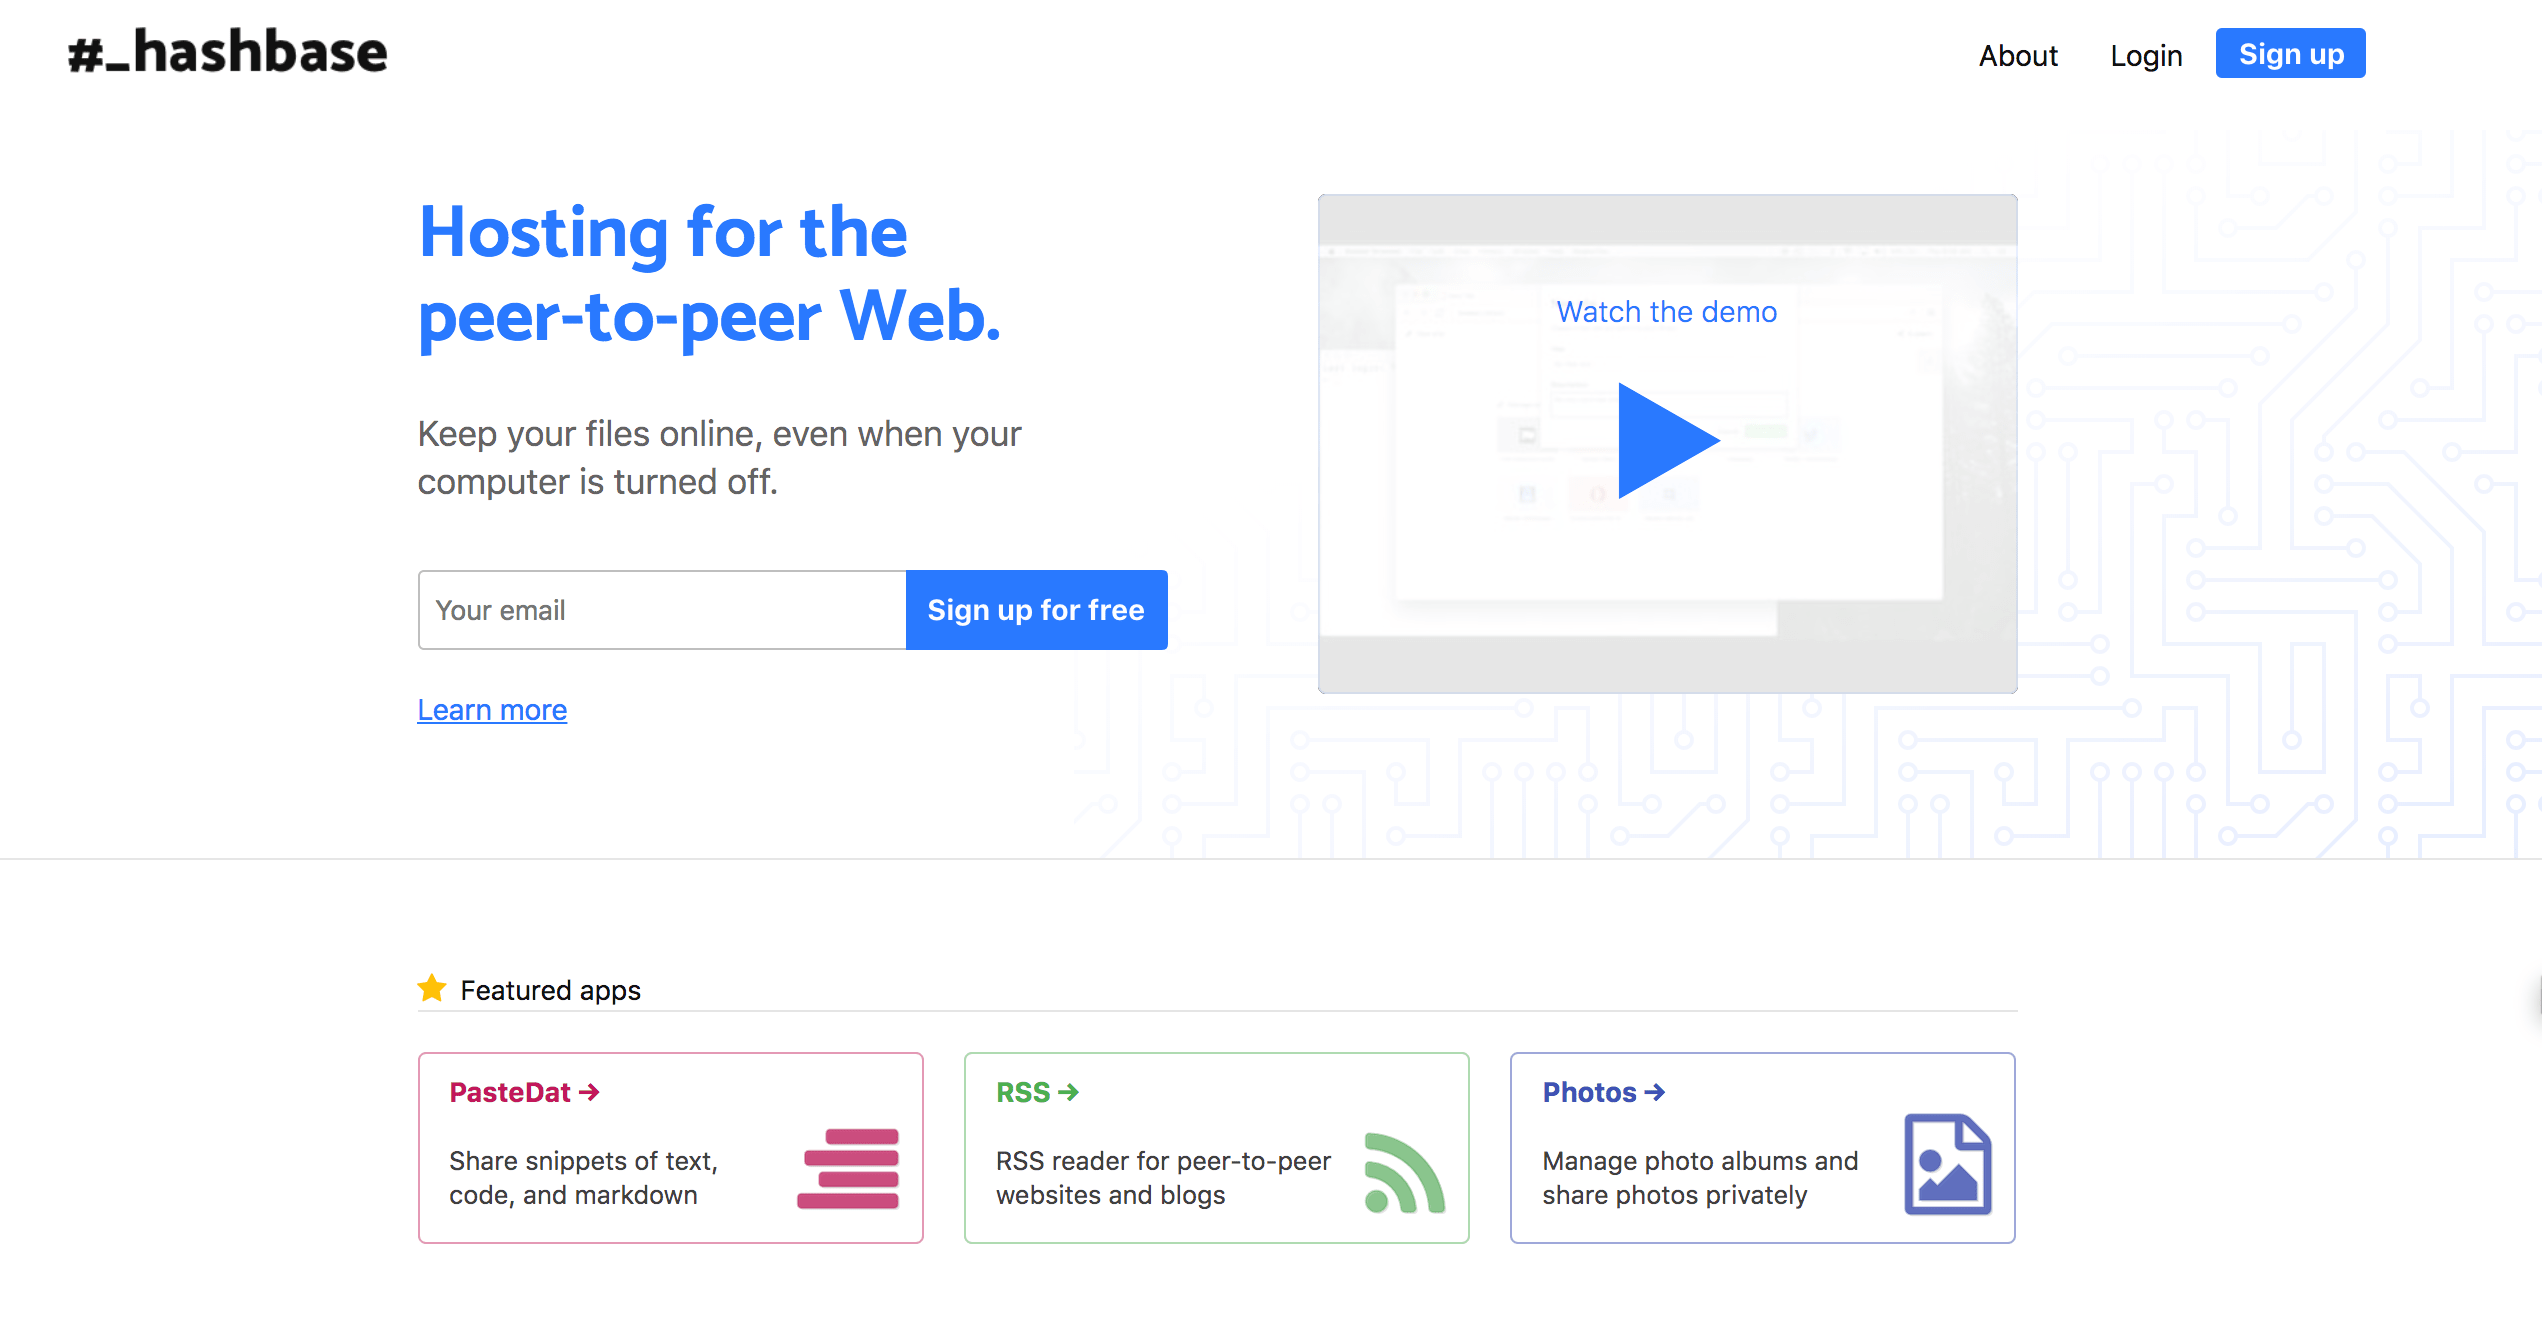 #_hashbase
About
Login
Sign up
Hosting for the
peer-to-peer Web.
Keep your files online, even when your
computer is turned off.
Your email
Sign up for free
Learn more
Watch the demo
Featured apps
PasteDat →
Share snippets of text,
code, and markdown
RSS →
RSS reader for peer-to-peer
websites and blogs
Photos →
Manage photo albums and
share photos privately